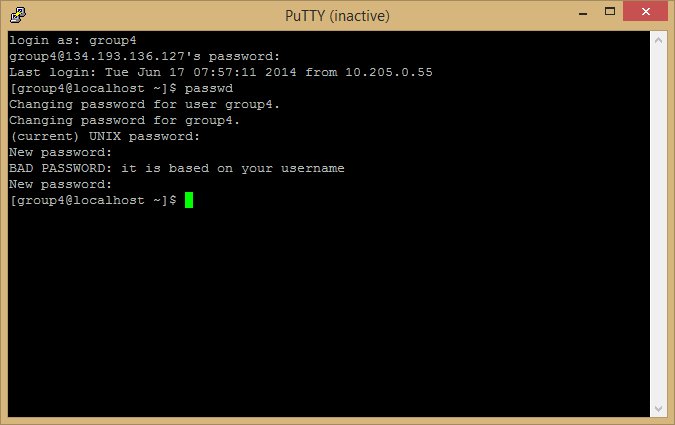 PuTTY (inactive)
login as: group4
group4@134.193.136.127's password:
Last login: Tue Jun 17 07:57:11 2014 from 10.205.0.55
[group4@localhost ~]$ passwd
Changing password for user group4.
Changing password for group4.
(current) UNIX password:
New password:
BAD PASSWORD: it is based on your username
New password:
[group4@localhost ~]$